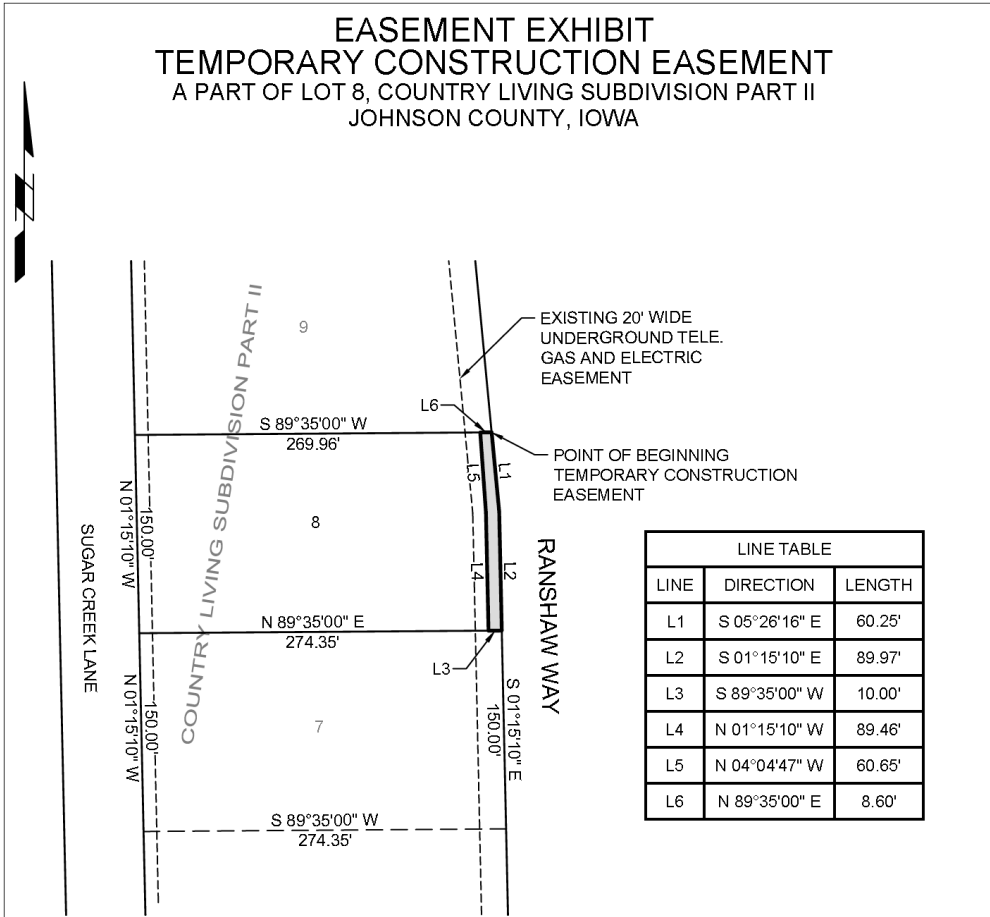 EASEMENT EXHIBIT
TEMPORARY CONSTRUCTION EASEMENT
A PART OF LOT 8, COUNTRY LIVING SUBDIVISION PART II
JOHNSON COUNTY, IOWA
N
COUNTRY LIVING SUBDIVISION PART II
9
EXISTING 20' WIDE
UNDERGROUND TELE.
GAS AND ELECTRIC
EASEMENT
L6
S 89°35'00" W
269.96'
POINT OF BEGINNING
TEMPORARY CONSTRUCTION
EASEMENT
L5
L1
N 01°15'10" W
150.00'
8
SUGAR CREEK LANE
L4
L2
RANSHAW WAY
N 89°35'00" E
274.35'
L3
N 01°15'10" W
150.00'
7
S 01°15'10" E
150.00'
S 89°35'00" W
274.35'
LINE TABLE
LINE DIRECTION LENGTH
L1 S 05°26'16" E 60.25'
L2 S 01°15'10" E 89.97'
L3 S 89°35'00" W 10.00'
L4 N 01°15'10" W 89.46'
L5 N 04°04'47" W 60.65'
L6 N 89°35'00" E 8.60'